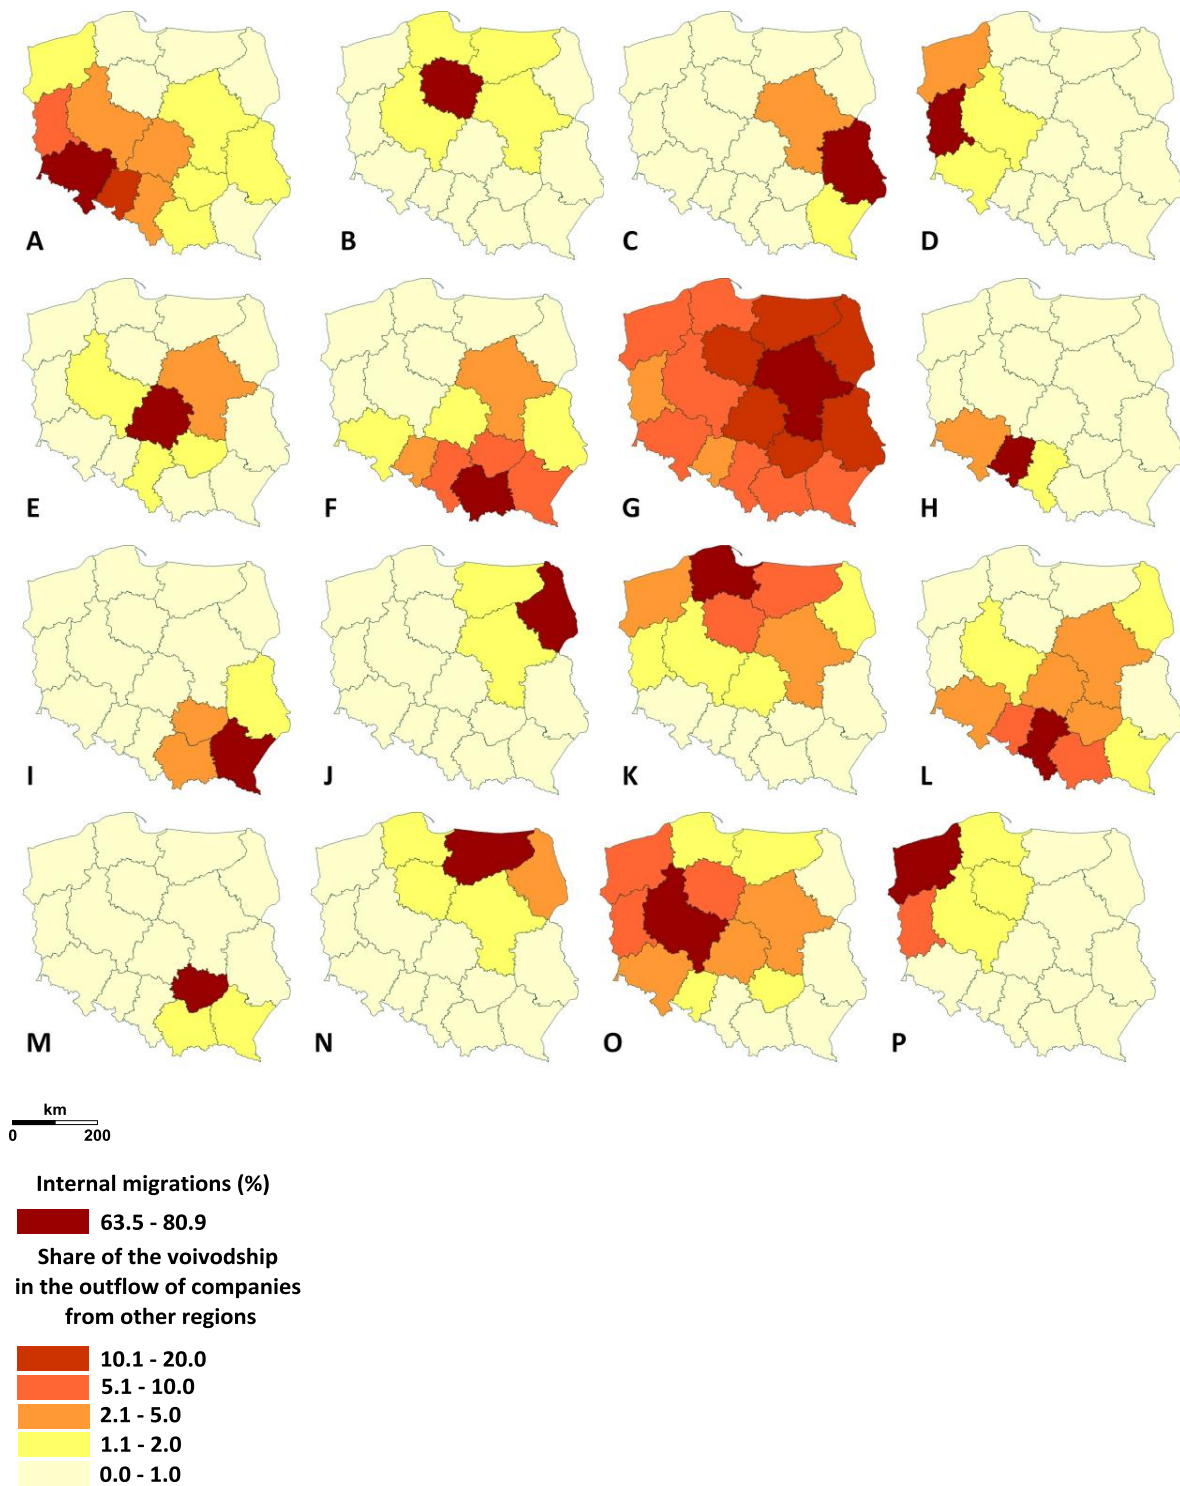 A
B
C
D
E
F
G
H
I
J
K
L
M
N
O
P
km
0 200
Internal migrations (%)
63.5 - 80.9
Share of the voivodship
in the outflow of companies
from other regions
10.1 - 20.0
5.1 - 10.0
2.1 - 5.0
1.1 - 2.0
0.0 - 1.0